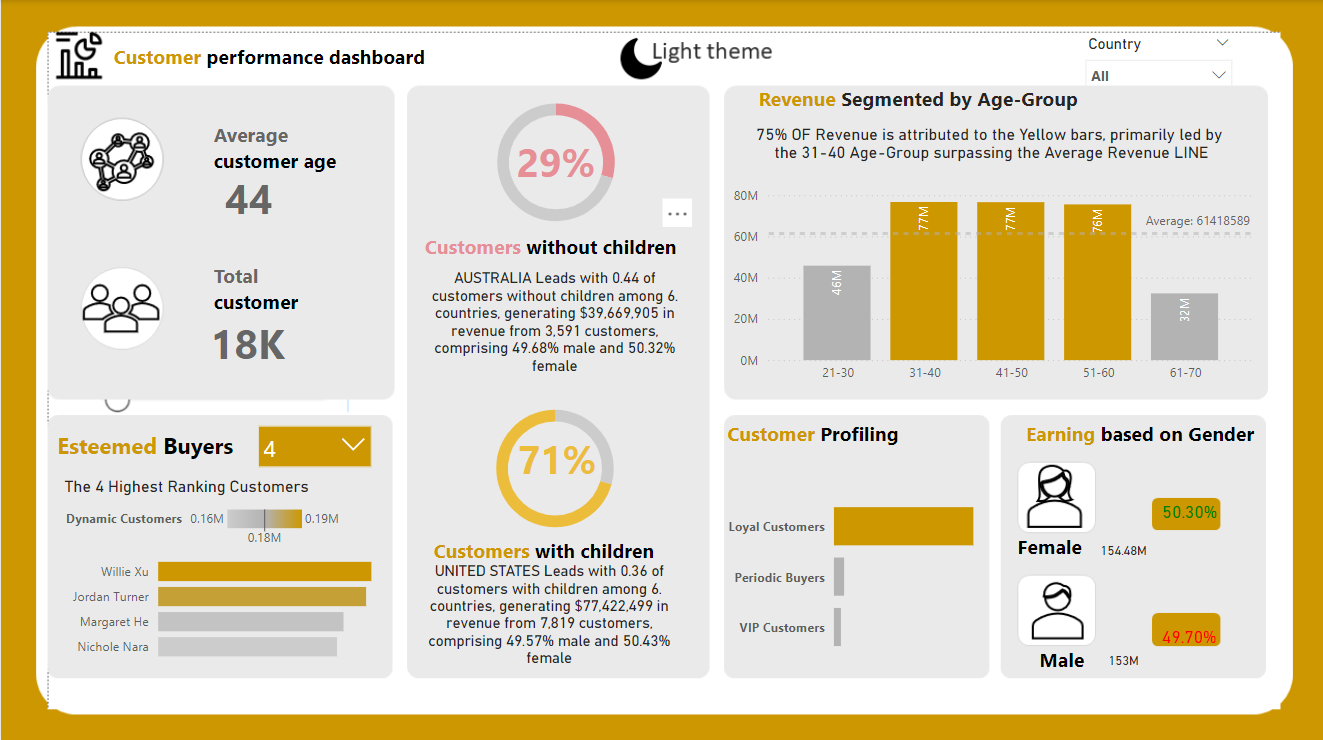 Customer performance dashboard
Light theme
Country
All
Average
customer age
44
Total
customer
18K
29%
Customers without children
AUSTRALIA Leads with 0.44 of
customers without children among 6.
countries, generating $39,669,905 in
revenue from 3,591 customers,
comprising 49.68% male and 50.32%
female
71%
Customers with children
UNITED STATES Leads with 0.36 of
customers with children among 6.
countries, generating $77,422,499 in
revenue from 7,819 customers,
comprising 49.57% male and 50.43%
female
Revenue Segmented by Age-Group
75% OF Revenue is attributed to the Yellow bars, primarily led by
the 31-40 Age-Group surpassing the Average Revenue LINE
80M
60M
40M
20M
0M
Average: 61418589
46M
77M
77M
76M
32M
21-30
31-40
41-50
51-60
61-70
Esteemed Buyers
4
The 4 Highest Ranking Customers
Dynamic Customers 0.16M 0.19M
0.18M
Willie Xu
Jordan Turner
Margaret He
Nichole Nara
Customer Profiling
Loyal Customers
Periodic Buyers
VIP Customers
Earning based on Gender
50.30%
Female 154.48M
49.70%
Male 153M